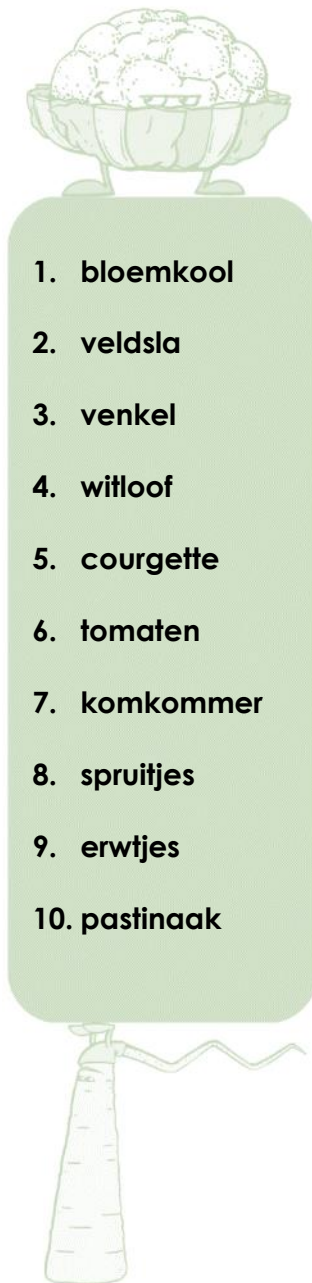 1. bloemkool
2. veldsla
3. venkel
4. witloof
5. courgette
6. tomaten
7. komkommer
8. spruitjes
9. erwtjes
10. pastinaak